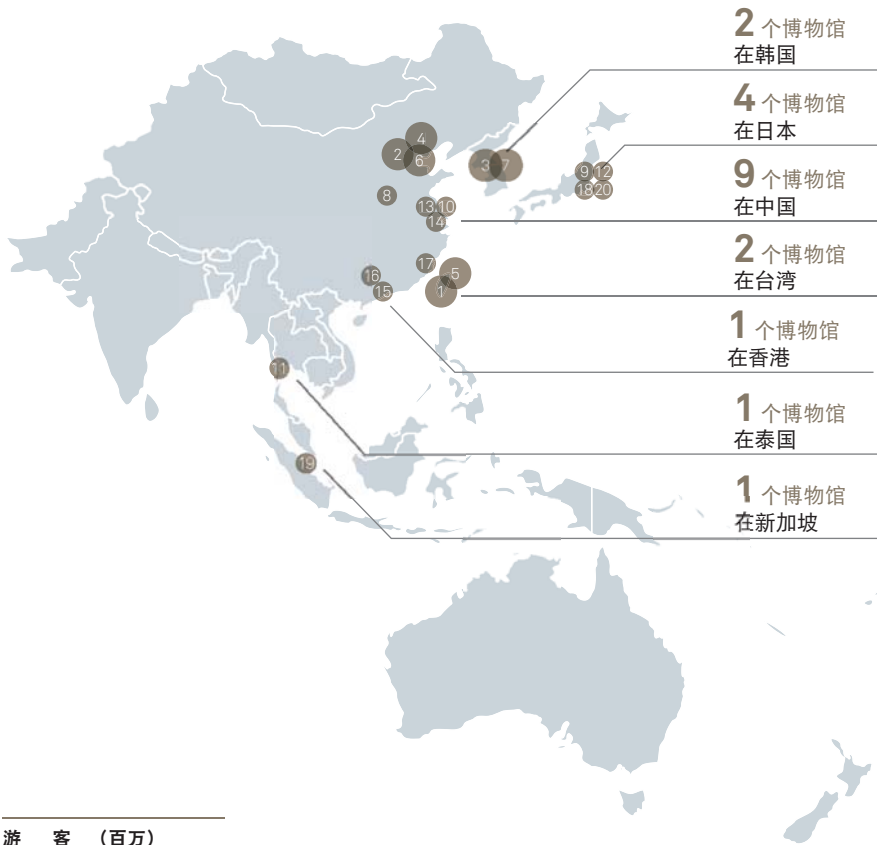 2 个博物馆
在韩国
4 个博物馆
在日本
9 个博物馆
在中国
2 个博物馆
在台湾
1 个博物馆
在香港
1 个博物馆
在泰国
1 个博物馆
在新加坡
4
2
6
3
7
9
12
18
20
8
13
10
14
17
5
16
15
1
11
19
游 客 （百万）